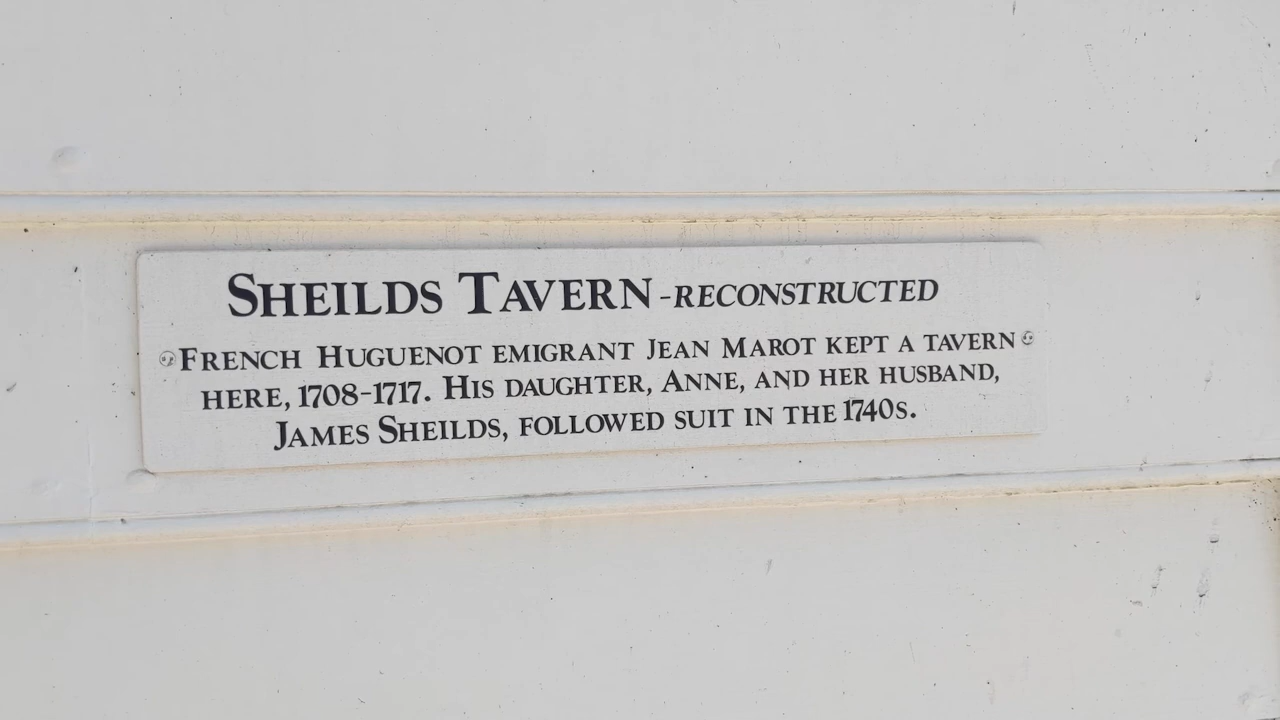 SHEILDS TAVERN -RECONSTRUCTED
FRENCH HUGUENOT EMIGRANT JEAN MAROT KEPT A TAVERN
HERE, 1708-1717. HIS DAUGHTER, ANNE, AND HER HUSBAND,
JAMES SHEILDS, FOLLOWED SUIT IN THE 1740S.